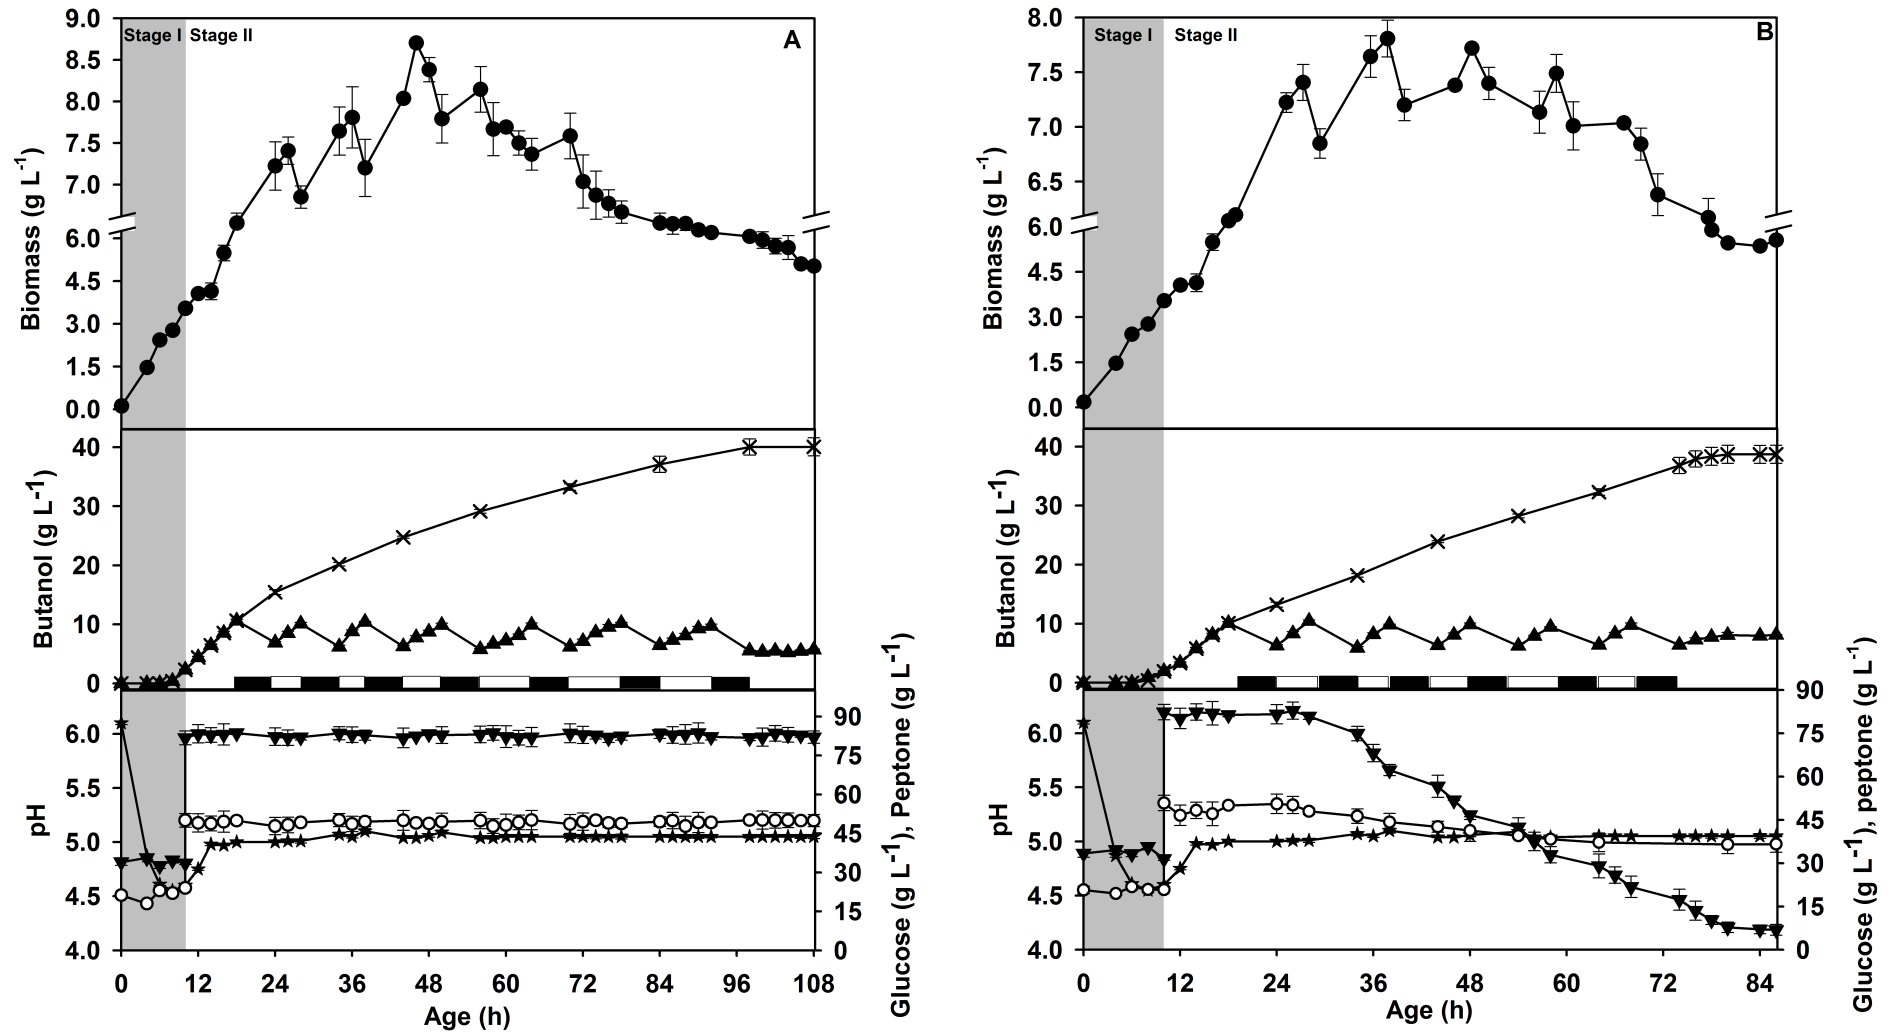 A
Stage I
Stage II
9.0
8.5
8.0
7.5
7.0
6.0
4.5
3.0
1.5
0.0
Biomass (g L-1)
40
30
20
10
0
Butanol (g L-1)
6.0
5.5
5.0
4.5
4.0
pH
90
75
60
45
30
15
0
Glucose (g L-1), Peptone (g L-1)
0 12 24 36 48 60 72 84 96 108
Age (h)
B
Stage I
Stage II
8.0
7.5
7.0
6.5
6.0
4.5
3.0
1.5
0.0
Biomass (g L-1)
40
30
20
10
0
Butanol (g L-1)
6.0
5.5
5.0
4.5
4.0
pH
90
75
60
45
30
15
0
Glucose (g L-1), peptone (g L-1)
0 12 24 36 48 60 72 84
Age (h)